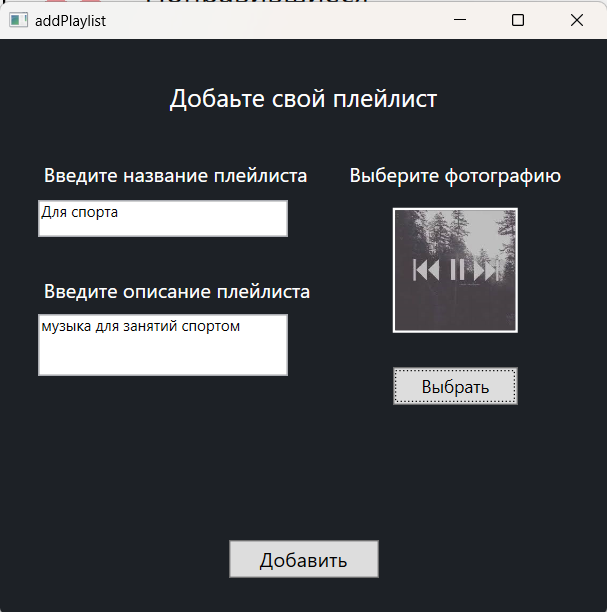 addPlaylist
Добаьте свой плейлист
Введите название плейлиста
Для спорта
Выберите фотографию
Введите описание плейлиста
музыка для занятий спортом
Выбрать
Добавить